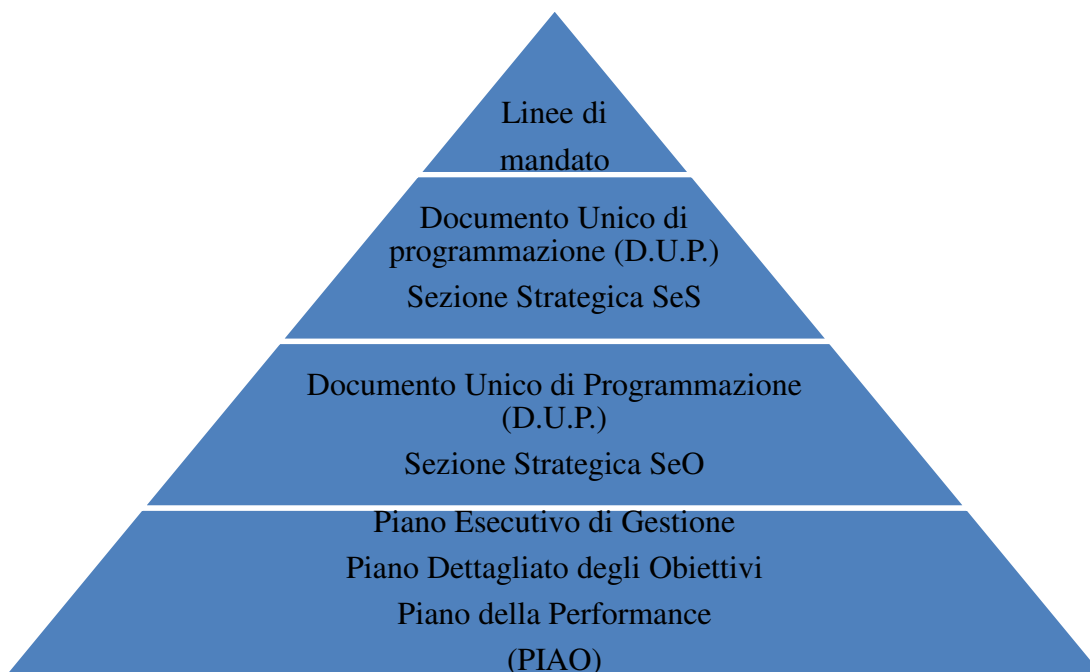 Linee di
mandato
Documento Unico di
programmazione (D.U.P.)
Sezione Strategica SeS
Documento Unico di Programmazione
(D.U.P.)
Sezione Strategica SeO
Piano Esecutivo di Gestione
Piano Dettagliato degli Obiettivi
Piano della Performance
(PIAO)